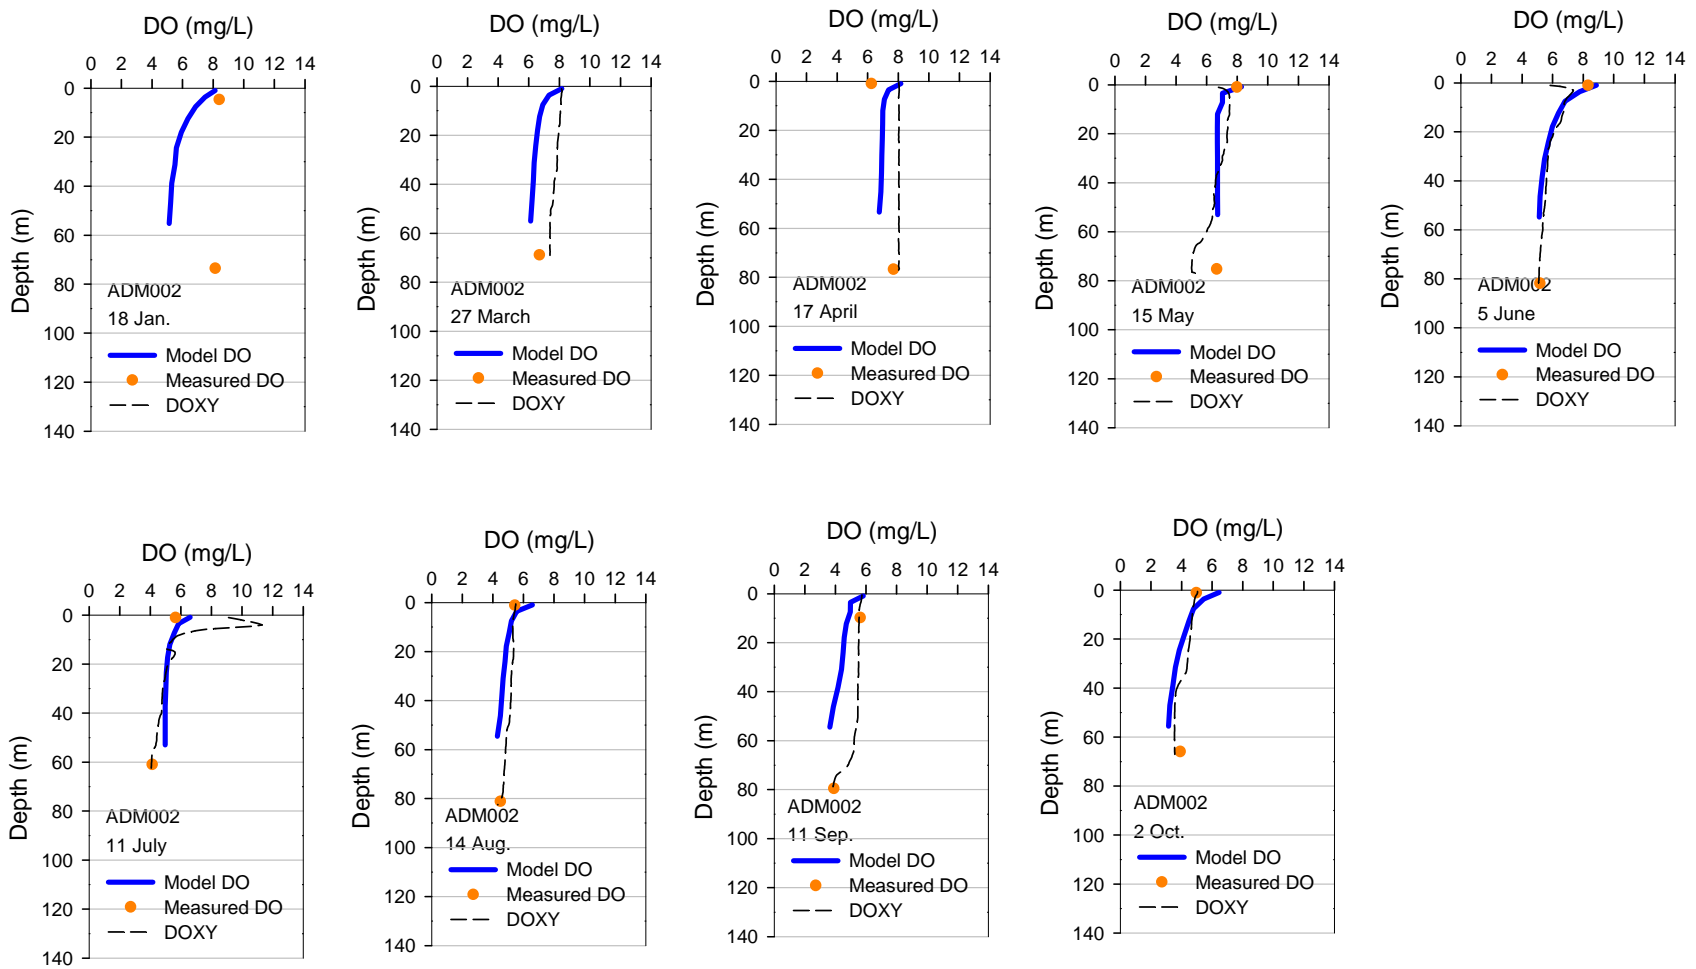 DO (mg/L)
0 2 4 6 8 10 12 14
0
20
40
60
80
100
120
140
Depth (m)
ADM002
18 Jan.
Model DO
Measured DO
DOXY
DO (mg/L)
0 2 4 6 8 10 12 14
0
20
40
60
80
100
120
140
Depth (m)
ADM002
27 March
Model DO
Measured DO
DOXY
DO (mg/L)
0 2 4 6 8 10 12 14
0
20
40
60
80
100
120
140
Depth (m)
ADM002
17 April
Model DO
Measured DO
DOXY
DO (mg/L)
0 2 4 6 8 10 12 14
0
20
40
60
80
100
120
140
Depth (m)
ADM002
15 May
Model DO
Measured DO
DOXY
DO (mg/L)
0 2 4 6 8 10 12 14
0
20
40
60
80
100
120
140
Depth (m)
ADM002
5 June
Model DO
Measured DO
DOXY
DO (mg/L)
0 2 4 6 8 10 12 14
0
20
40
60
80
100
120
140
Depth (m)
ADM002
11 July
Model DO
Measured DO
DOXY
DO (mg/L)
0 2 4 6 8 10 12 14
0
20
40
60
80
100
120
140
Depth (m)
ADM002
14 Aug.
Model DO
Measured DO
DOXY
DO (mg/L)
0 2 4 6 8 10 12 14
0
20
40
60
80
100
120
140
Depth (m)
ADM002
11 Sep.
Model DO
Measured DO
DOXY
DO (mg/L)
0 2 4 6 8 10 12 14
0
20
40
60
80
100
120
140
Depth (m)
ADM002
2 Oct.
Model DO
Measured DO
DOXY